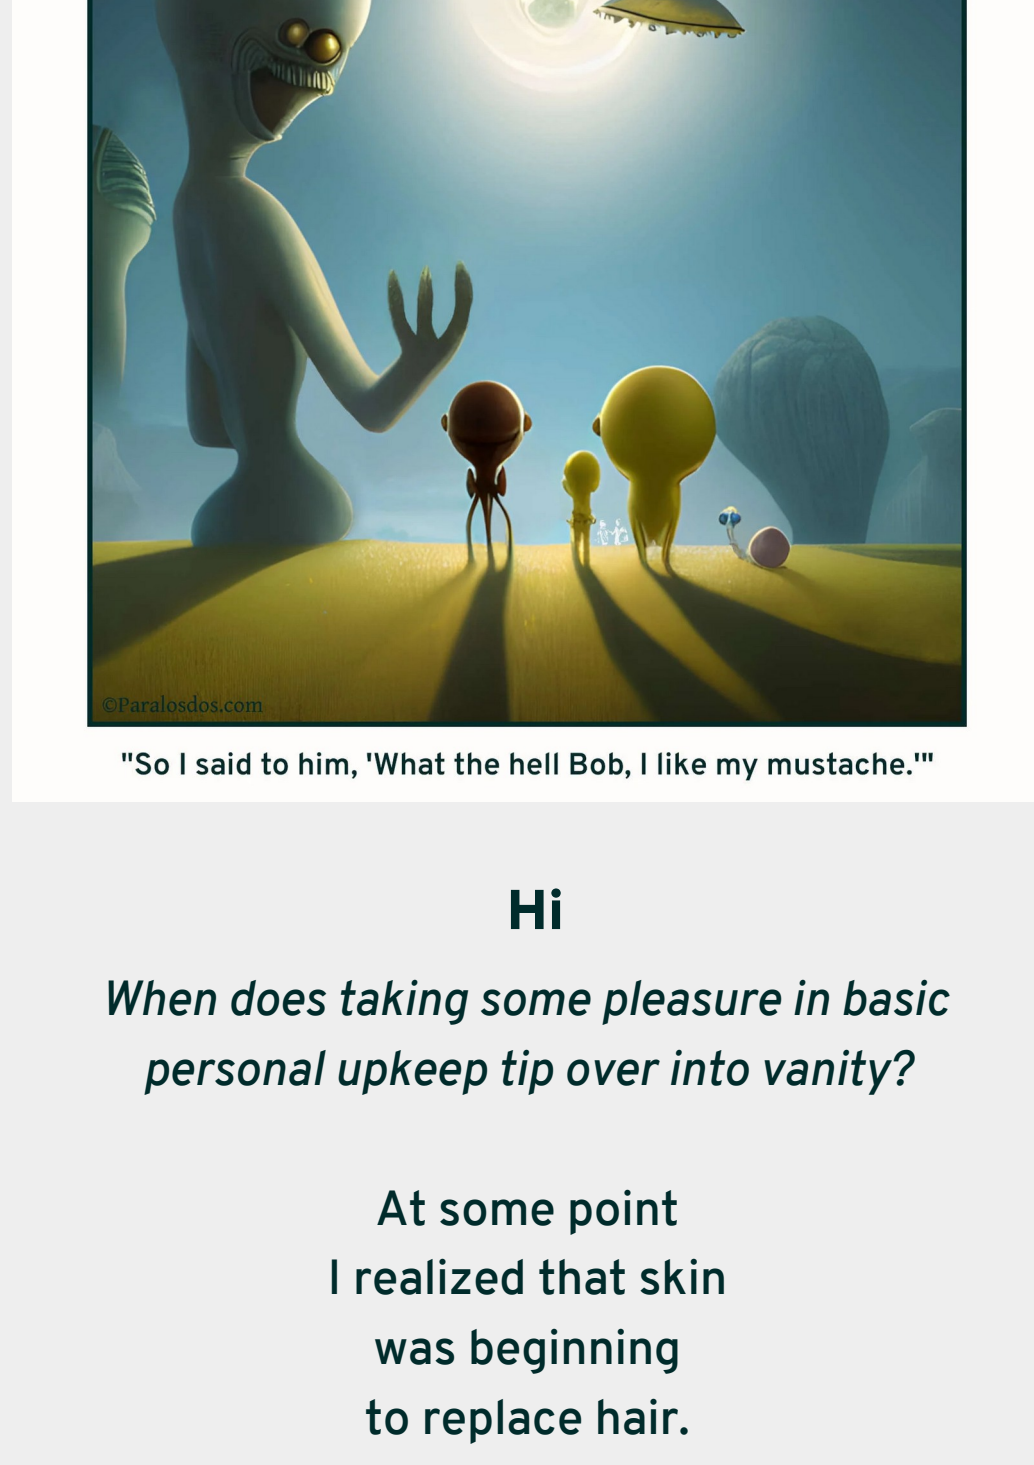 ©Paralosdos.com
"So I said to him, 'What the hell Bob, I like my mustache.'"
Hi
When does taking some pleasure in basic
personal upkeep tip over into vanity?
At some point
I realized that skin
was beginning
to replace hair.